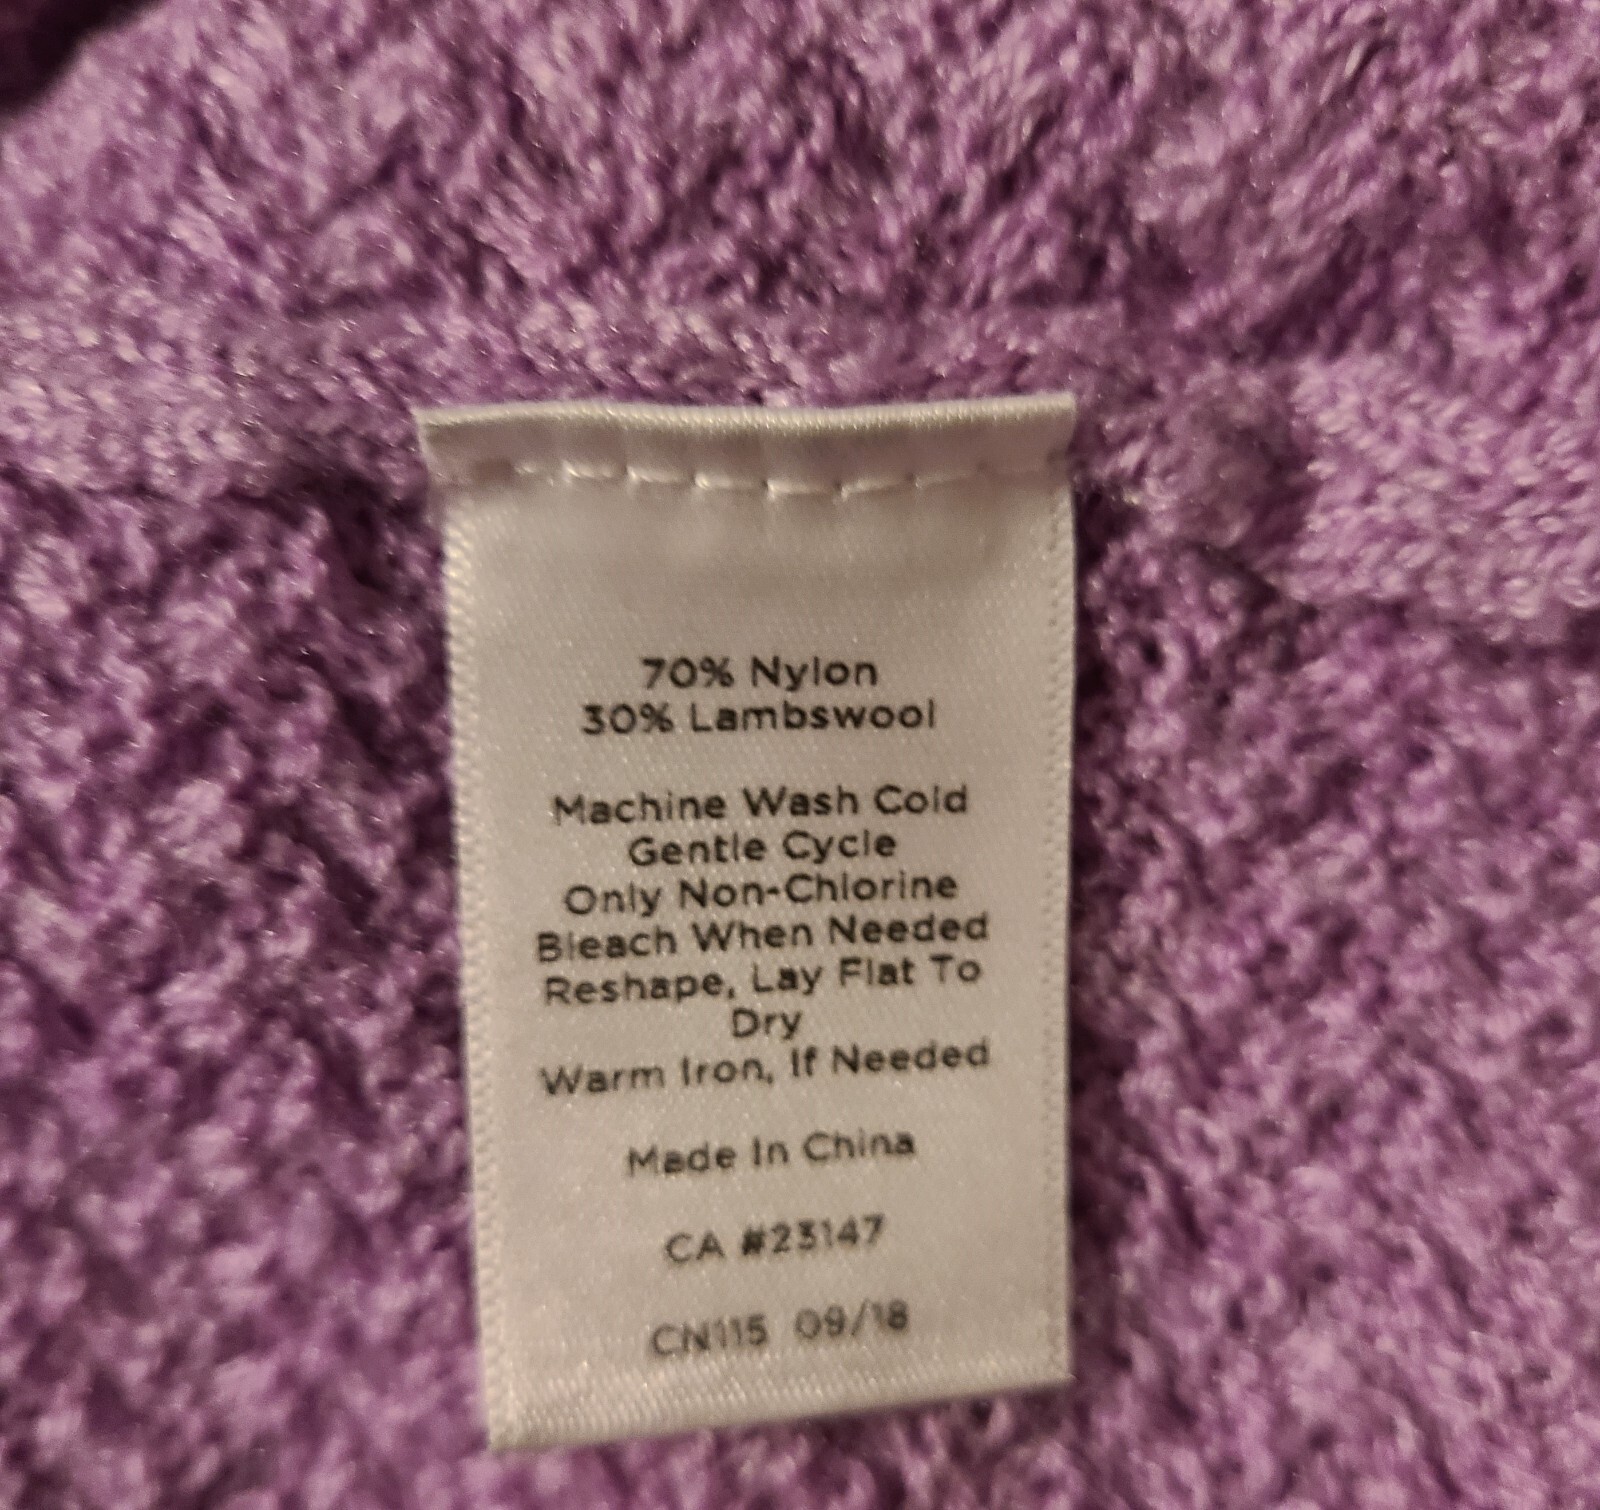 70% Nylon
30% Lambswool
Machine Wash Cold
Gentle Cycle
Only Non-Chlorine
Bleach When Needed
Reshape, Lay Flat To
Dry
Warm Iron, If Needed
Made In China
CA #23147
CN115 09/18